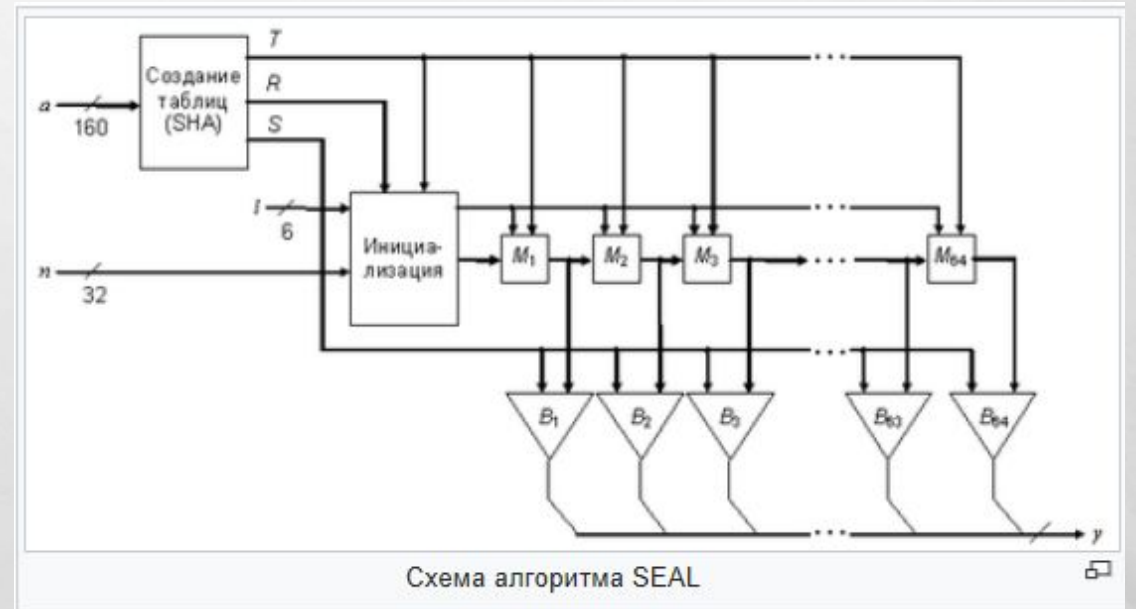 T
Создание
таблиц
(SHA)
R
a
160
S
l
6
Инициа-
лизация
n
32
M1 M2 M3 ... M64
B1 B2 B3 B63 B64
... y
Схема алгоритма SEAL